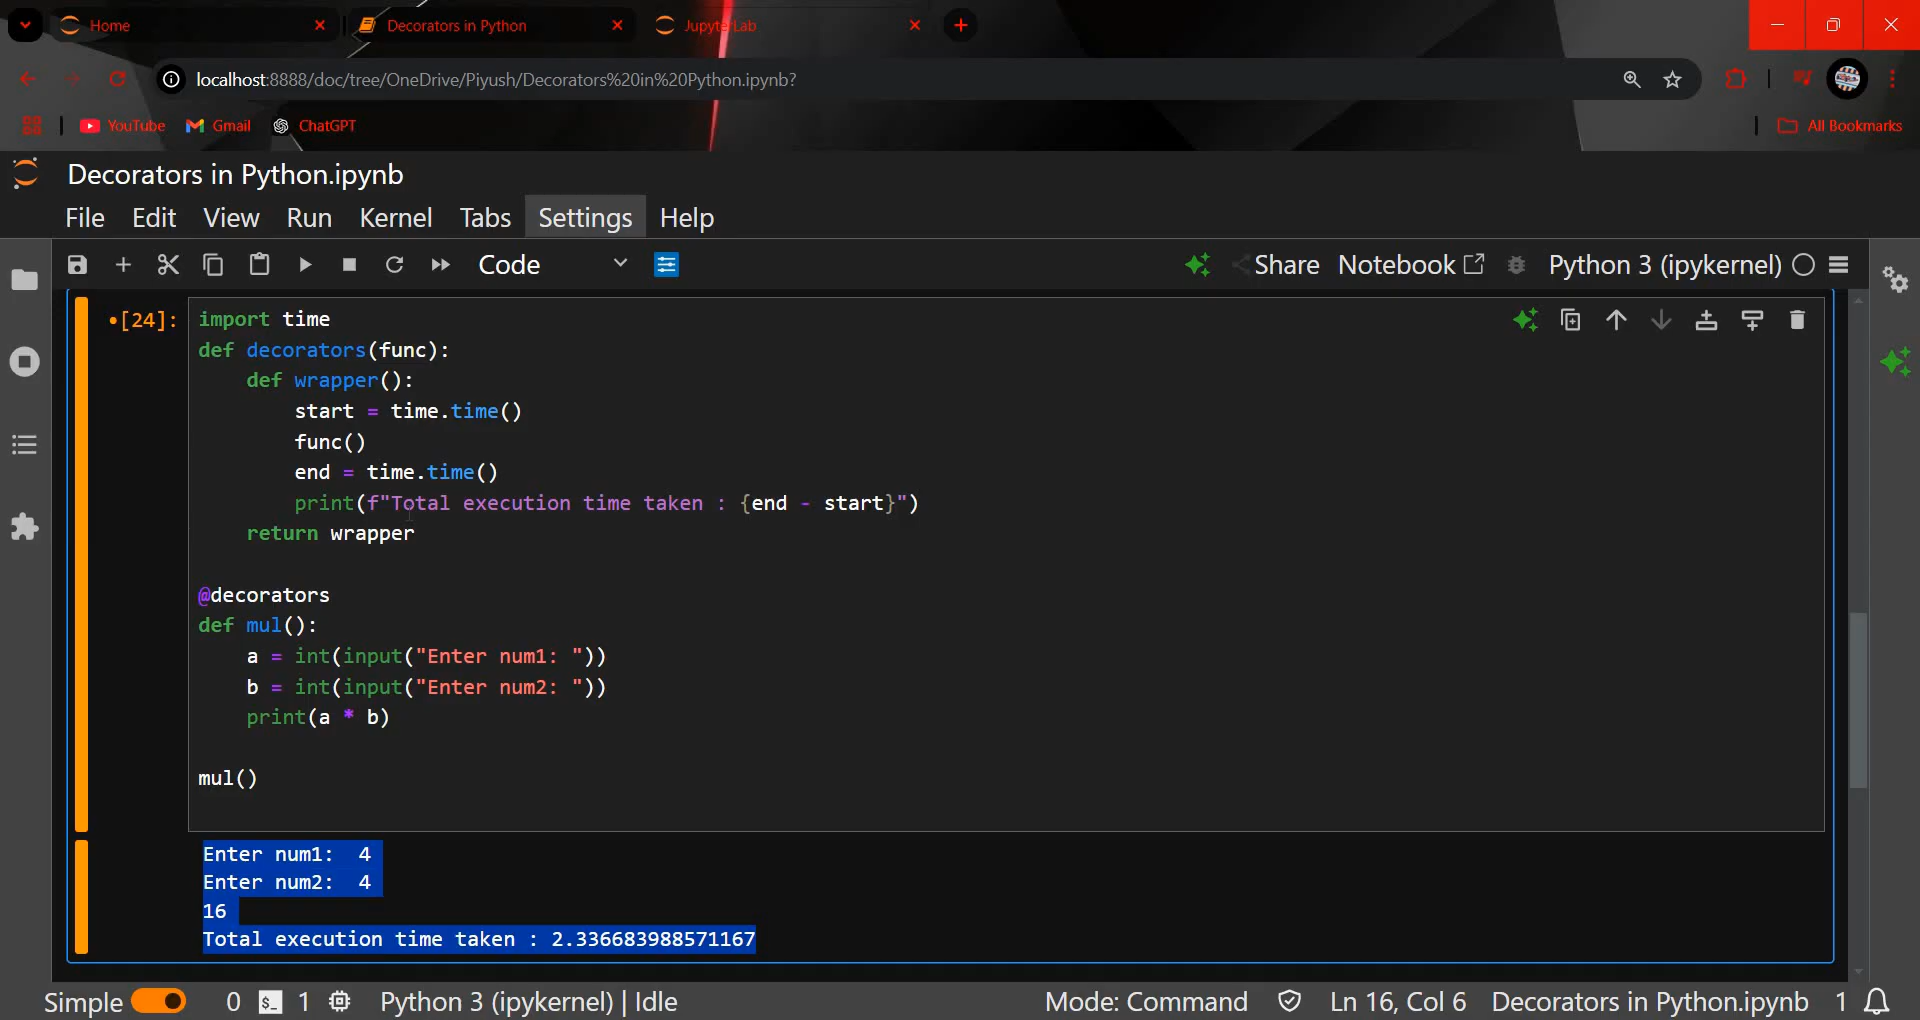 Home
Decorators in Python
JupyterLab
localhost:8888/doc/tree/OneDrive/Piyush/Decorators%20in%20Python.ipynb?
YouTube Gmail ChatGPT All Bookmarks
Decorators in Python.ipynb
File Edit View Run Kernel Tabs Settings Help
Code Share Notebook Python 3 (ipykernel)
•[24]: import time
def decorators(func):
    def wrapper():
        start = time.time()
        func()
        end = time.time()
        print(f"Total execution time taken : {end - start}")
    return wrapper
@decorators
def mul():
    a = int(input("Enter num1: "))
    b = int(input("Enter num2: "))
    print(a * b)
mul()
Enter num1:  4
Enter num2:  4
16
Total execution time taken : 2.336683988571167
Simple 0 $_ 1 Python 3 (ipykernel) | Idle Mode: Command Ln 16, Col 6 Decorators in Python.ipynb 1